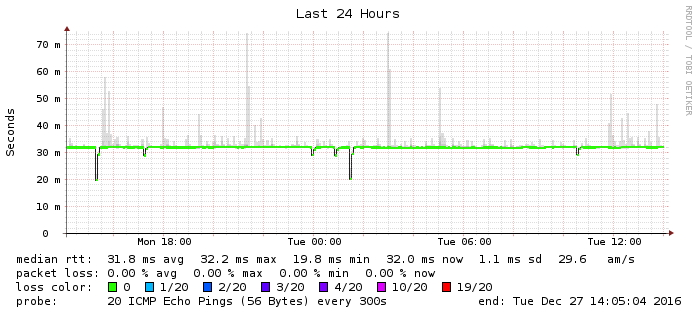 Last 24 Hours
RRDTOOL / TOBI OETIKER
Seconds
70 m
60 m
50 m
40 m
30 m
20 m
10 m
0
Mon 18:00 Tue 00:00 Tue 06:00 Tue 12:00
median rtt: 31.8 ms avg 32.2 ms max 19.8 ms min 32.0 ms now 1.1 ms sd 29.6 am/s
packet loss: 0.00 % avg 0.00 % max 0.00 % min 0.00 % now
loss color: 0 1/20 2/20 3/20 4/20 10/20 19/20
probe: 20 ICMP Echo Pings (56 Bytes) every 300s end: Tue Dec 27 14:05:04 2016